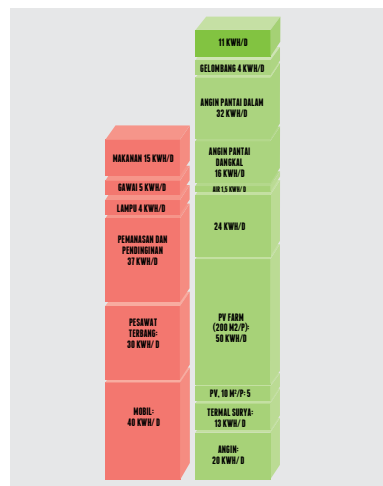 MAKANAN 15 KWH/D
GAWAI 5 KWH/D
LAMPU 4 KWH/D
PEMANASAN DAN
PENDINGINAN
37 KWH/D
PESAWAT
TERBANG:
30 KWH/ D
MOBIL:
40 KWH/ D
11 KWH/D
GELOMBANG 4 KWH/D
ANGIN PANTAI DALAM
32 KWH/D
ANGIN PANTAI
DANGKAL
16 KWH/D
AIR 1.5 KWH/D
24 KWH/D
PV FARM
(200 M2/P):
50 KWH/D
PV, 10 M²/P: 5
TERMAL SURYA:
13 KWH/ D
ANGIN:
20 KWH/ D